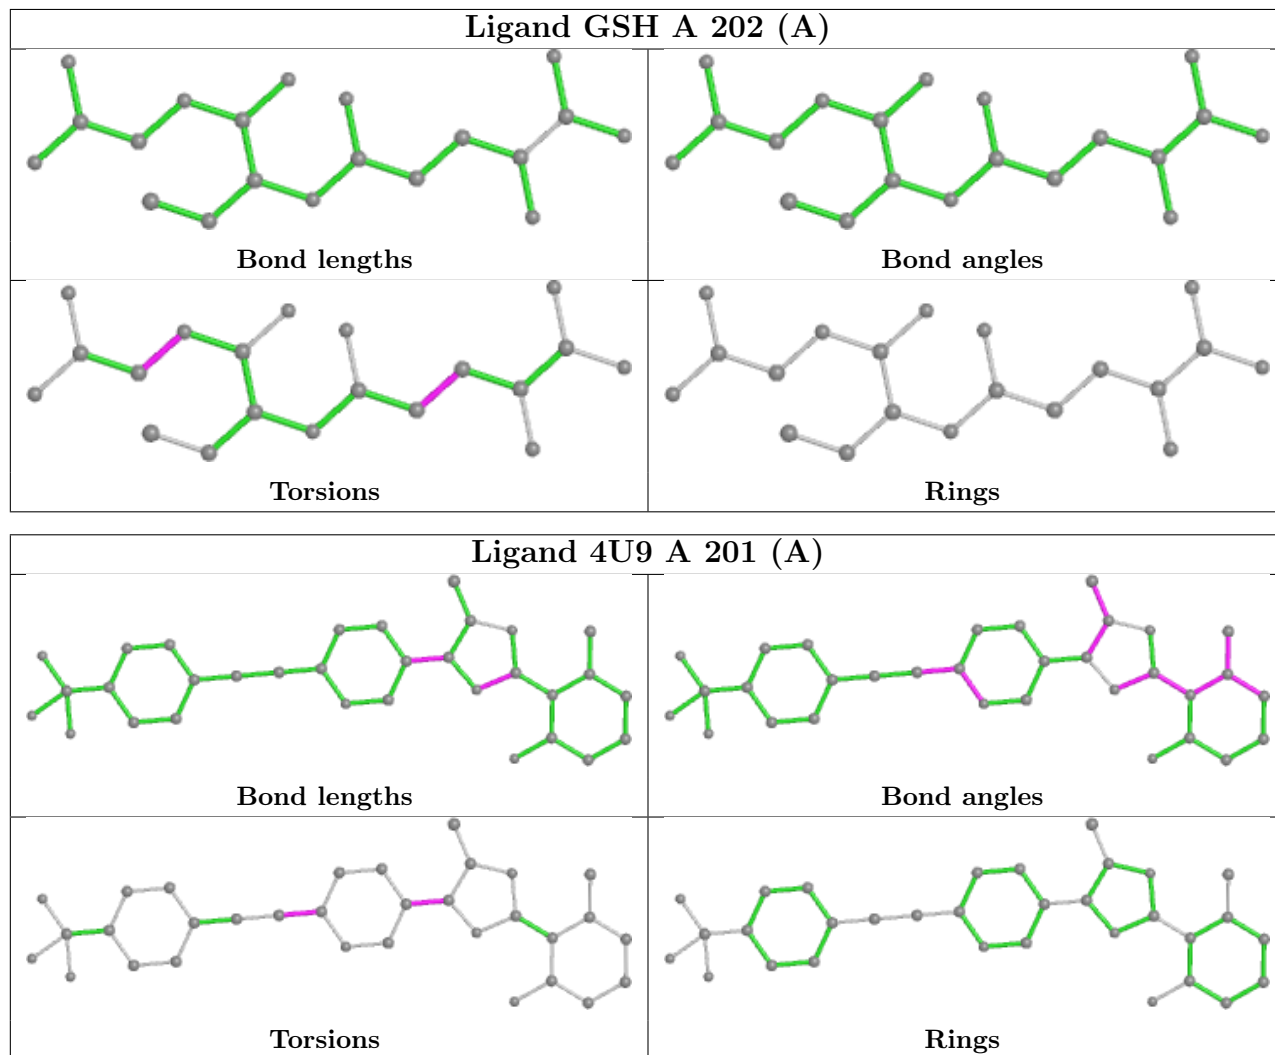 Ligand GSH A 202 (A)
Bond lengths
Bond angles
Torsions
Rings
Ligand 4U9 A 201 (A)
Bond lengths
Bond angles
Torsions
Rings